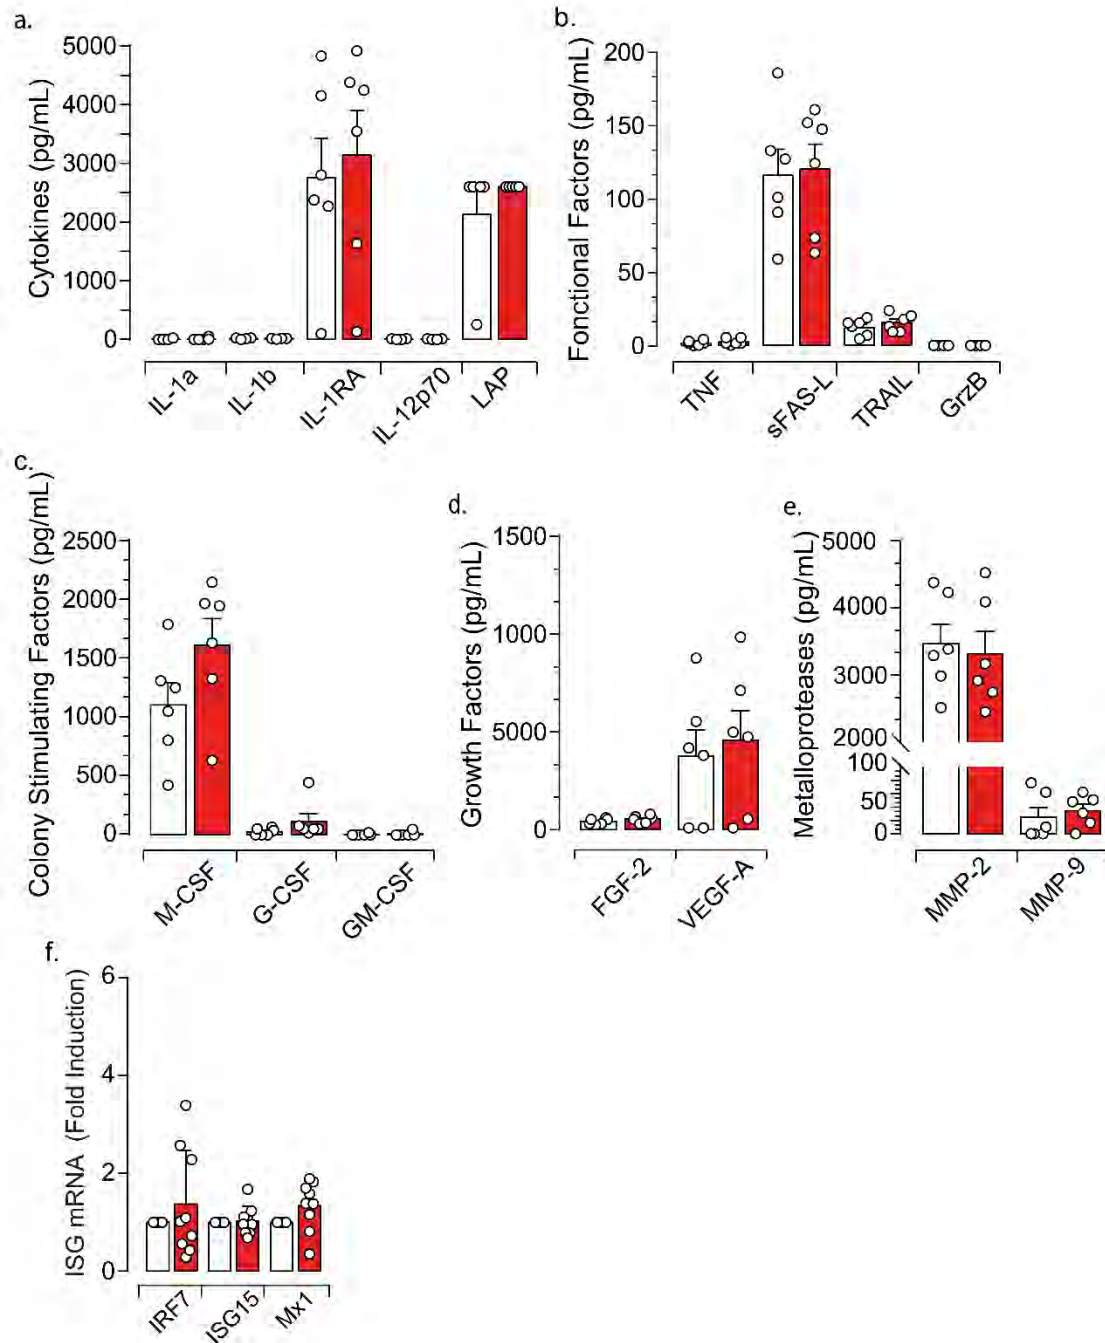 a.
Cytokines (pg/mL)
5000
4000
3000
2000
1000
0
IL-1a
IL-1b
IL-1RA
IL-12p70
LAP
b.
Fonctional Factors (pg/mL)
200
150
100
50
0
TNF
sFAS-L
TRAIL
GrzB
c.
Colony Stimulating Factors (pg/mL)
2500
2000
1500
1000
500
0
M-CSF
G-CSF
GM-CSF
d.
Growth Factors (pg/mL)
1500
1000
5000
0
FGF-2
VEGF-A
e.
Metalloproteases (pg/mL)
5000
4000
3000
2000
100
50
0
MMP-2
MMP-9
f.
ISG mRNA (Fold Induction)
6
4
2
0
IRF7
ISG15
Mx1